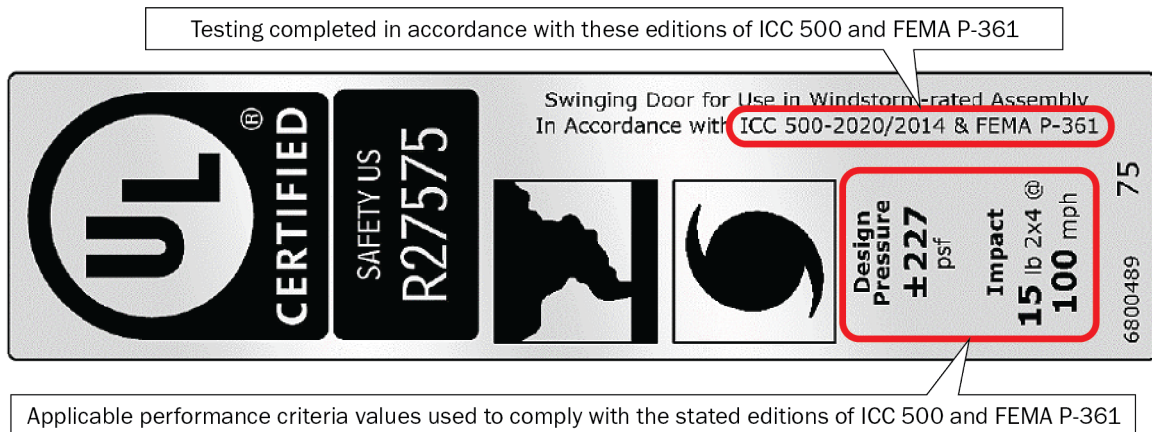 Testing completed in accordance with these editions of ICC 500 and FEMA P-361
Swinging Door for Use in Windstorm-rated Assembly
In Accordance with ICC 500-2020/2014 & FEMA P-361
UL
CERTIFIED
®
SAFETY US
R27575
Design
Pressure
±227
psf
Impact
15 lb 2x4 @
100 mph
6800489 75
Applicable performance criteria values used to comply with the stated editions of ICC 500 and FEMA P-361